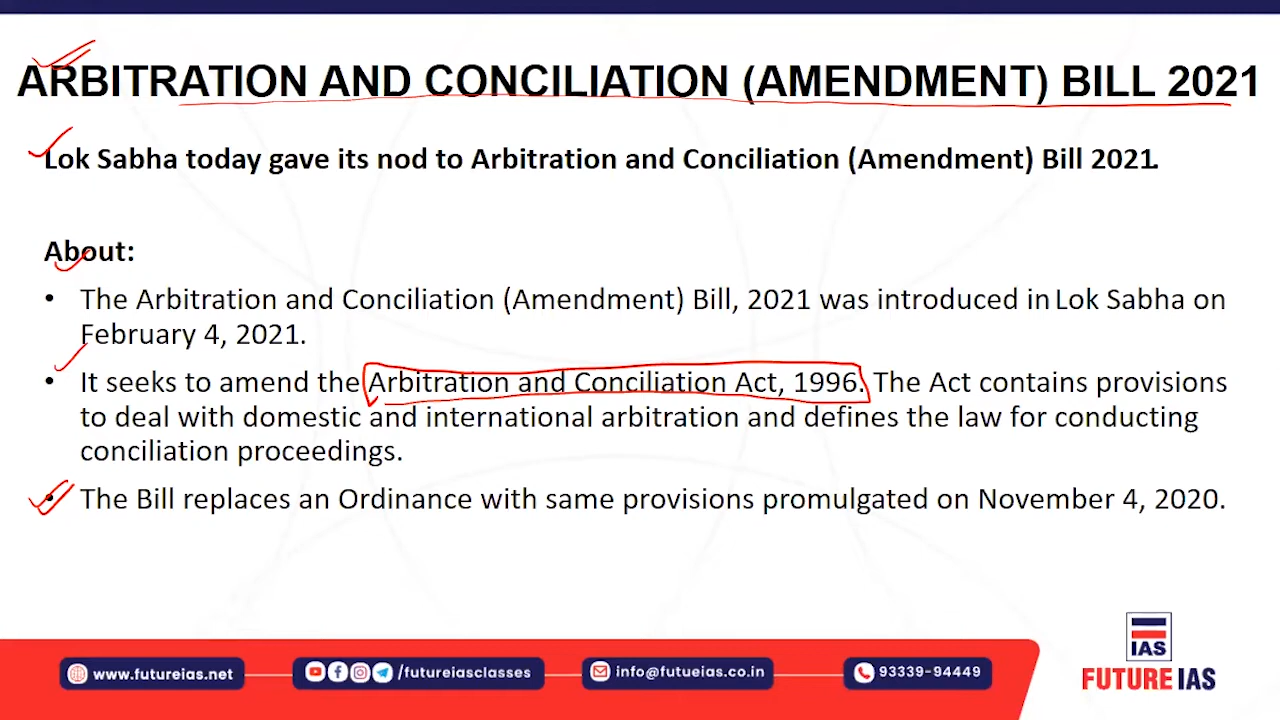 ARBITRATION AND CONCILIATION (AMENDMENT) BILL 2021
Lok Sabha today gave its nod to Arbitration and Conciliation (Amendment) Bill 2021.
About:
• The Arbitration and Conciliation (Amendment) Bill, 2021 was introduced in Lok Sabha on
February 4, 2021.
• It seeks to amend the Arbitration and Conciliation Act, 1996. The Act contains provisions
to deal with domestic and international arbitration and defines the law for conducting
conciliation proceedings.
• The Bill replaces an Ordinance with same provisions promulgated on November 4, 2020.
IAS
www.futureias.net /futureiasclasses info@futueias.co.in 93339-94449 FUTURE IAS